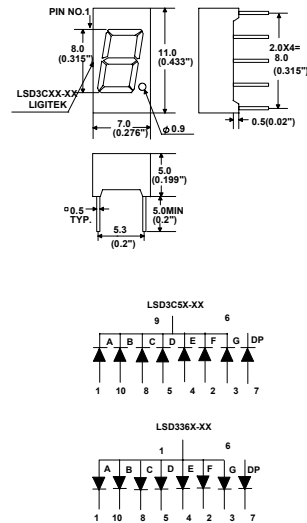 PIN NO.1
8.0
(0.315")
LSD3CXX-XX
LIGITEK
11.0
(0.433")
7.0
(0.276")
ϕ0.9
2.0X4=
8.0
(0.315")
0.5(0.02")
5.0
(0.199")
□0.5
TYP.
5.0MIN
(0.2")
5.3
(0.2")
LSD3C5X-XX
9 6
A B C D E F G DP
1 10 8 5 4 2 3 7
LSD336X-XX
1 6
A B C D E F G DP
1 10 8 5 4 2 3 7